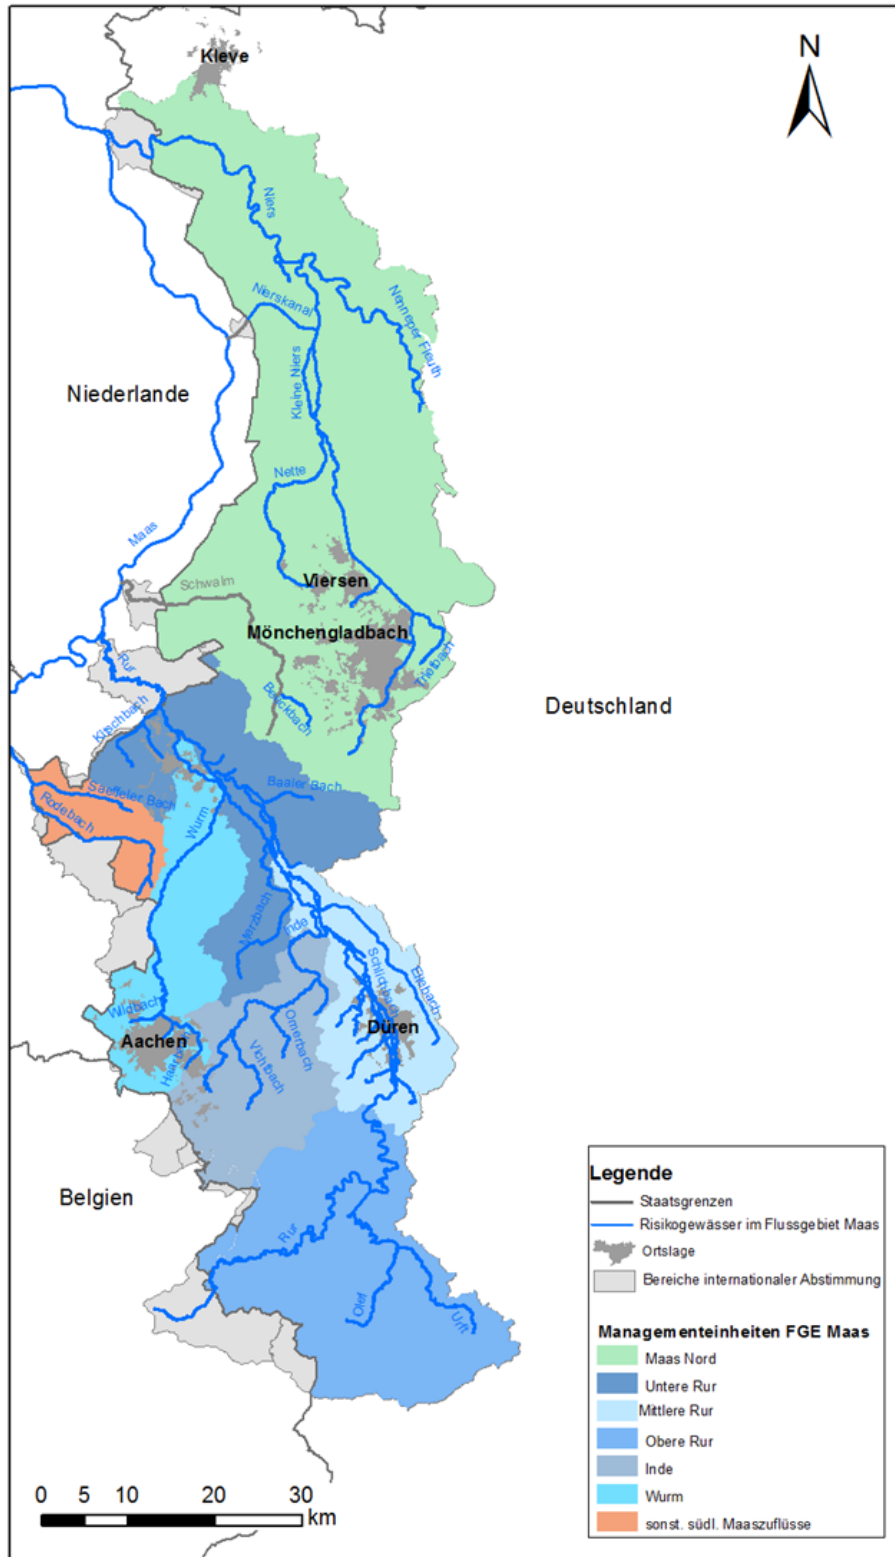 Kleve
N
Niers
Nierskanal
Nenneper Fleuth
Niederlande
Kleine Niers
Nette
Maas
Schwalm
Viersen
Mönchengladbach
Rur
Trietbach
Beeckbach
Deutschland
Kitschbach
Saeffeler Bach
Baaler Bach
Rodebach
Wurm
Merzbach
Inde
Schlichbach
Ellebach
Wildbach
Omerbach
Düren
Aachen
Haarbach
Vichtbach
Belgien
Rur
Olef
Urft
Legende
Staatsgrenzen
Risikogewässer im Flussgebiet Maas
Ortslage
Bereiche internationaler Abstimmung
Managementeinheiten FGE Maas
Maas Nord
Untere Rur
Mittlere Rur
Obere Rur
Inde
Wurm
sonst. südl. Maaszuflüsse
0 5 10 20 30
km